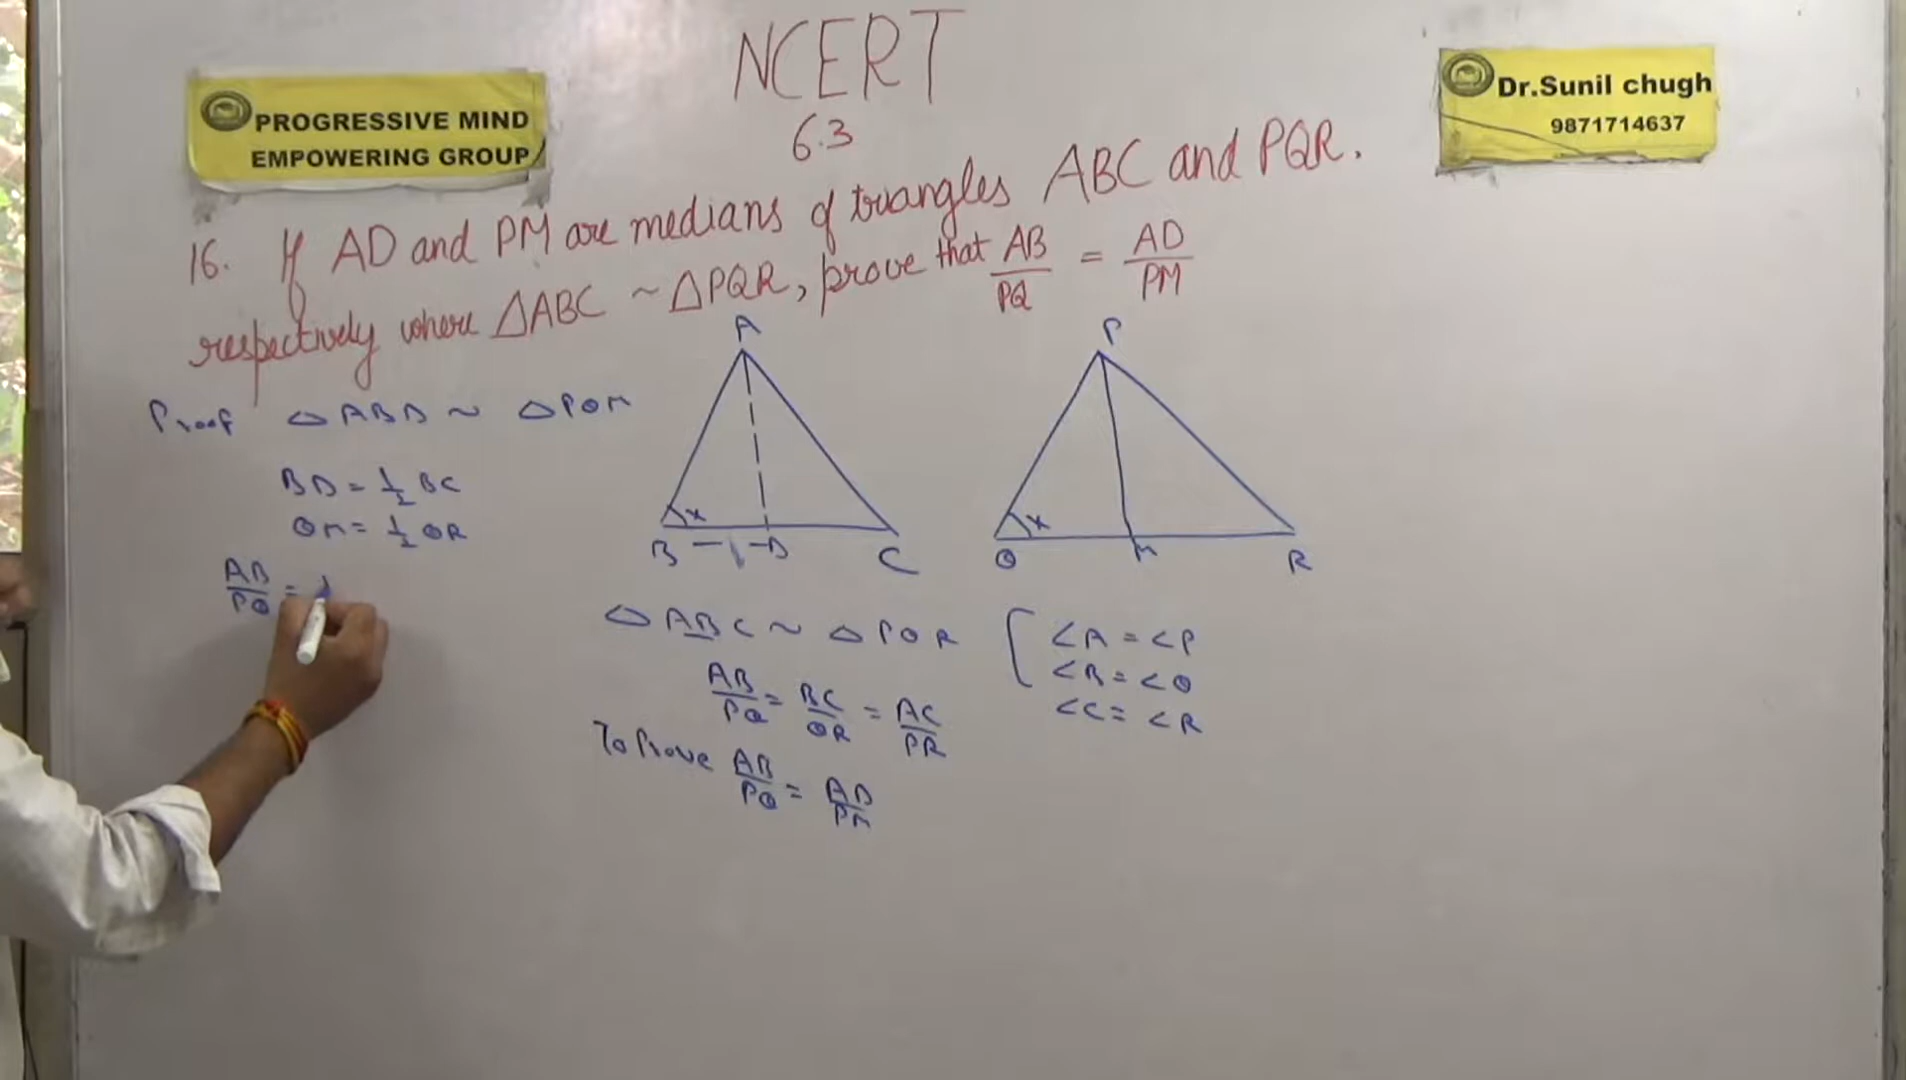 NCERT
6.3
PROGRESSIVE MIND
EMPOWERING GROUP
Dr.Sunil chugh
9871714637
16. If AD and PM are medians of triangles ABC and PQR.
respectively where △ABC ~ △PQR, prove that AB/PQ = AD/PM
Proof △ABD ~ △PQM
BD = 1/2 BC
QM = 1/2 QR
AB/PQ =
A
B
D
C
x
P
Q
M
R
x
△ABC ~ △PQR
AB/PQ = BC/QR = AC/PR
To Prove AB/PQ = AD/PM
∠A = ∠P
∠B = ∠Q
∠C = ∠R